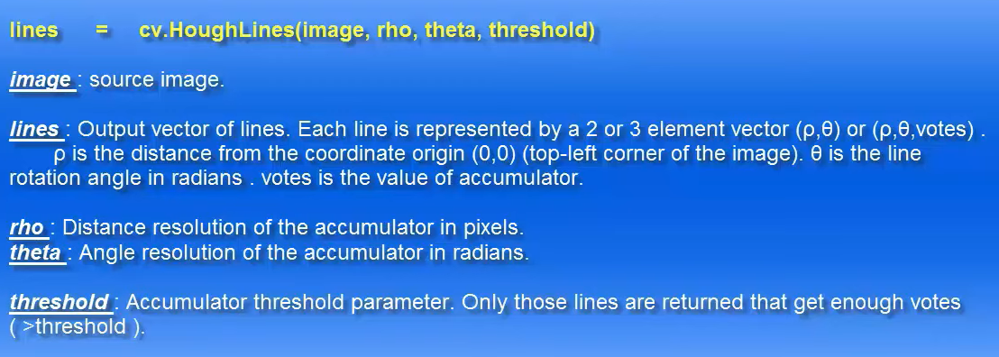 lines = cv.HoughLines(image, rho, theta, threshold)
image : source image.
lines : Output vector of lines. Each line is represented by a 2 or 3 element vector (ρ,θ) or (ρ,θ,votes) .
ρ is the distance from the coordinate origin (0,0) (top-left corner of the image). θ is the line
rotation angle in radians . votes is the value of accumulator.
rho : Distance resolution of the accumulator in pixels.
theta : Angle resolution of the accumulator in radians.
threshold : Accumulator threshold parameter. Only those lines are returned that get enough votes
( >threshold ).